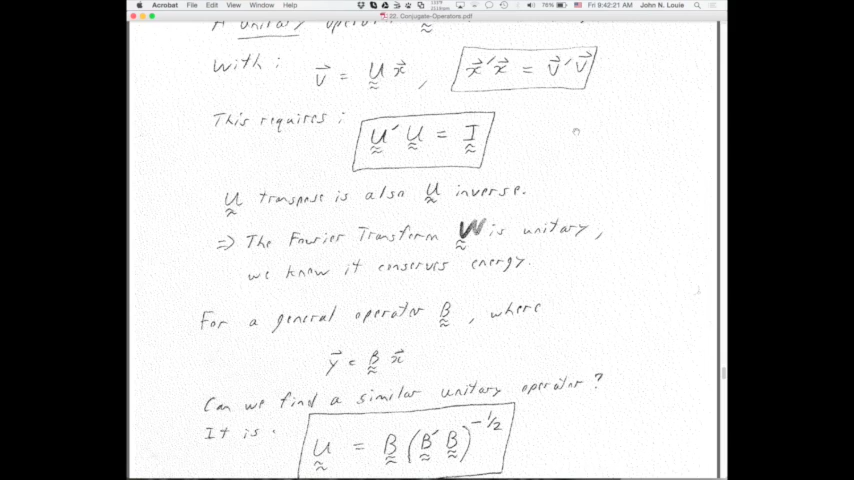 Acrobat File Edit View Window Help 78% Fri 9:42:21 AM John N. Louie
22. Conjugate-Operators.pdf
A unitary
With: v⃗ = U x⃗ , x⃗′x⃗ = v⃗′v⃗
This requires: U′ U = I
U transpose is also U inverse.
⇒ The Fourier Transform W is unitary,
we know it conserves energy.
For a general operator B, where
y⃗ = B x⃗
Can we find a similar unitary operator?
It is: U = B (B′ B)^-1/2